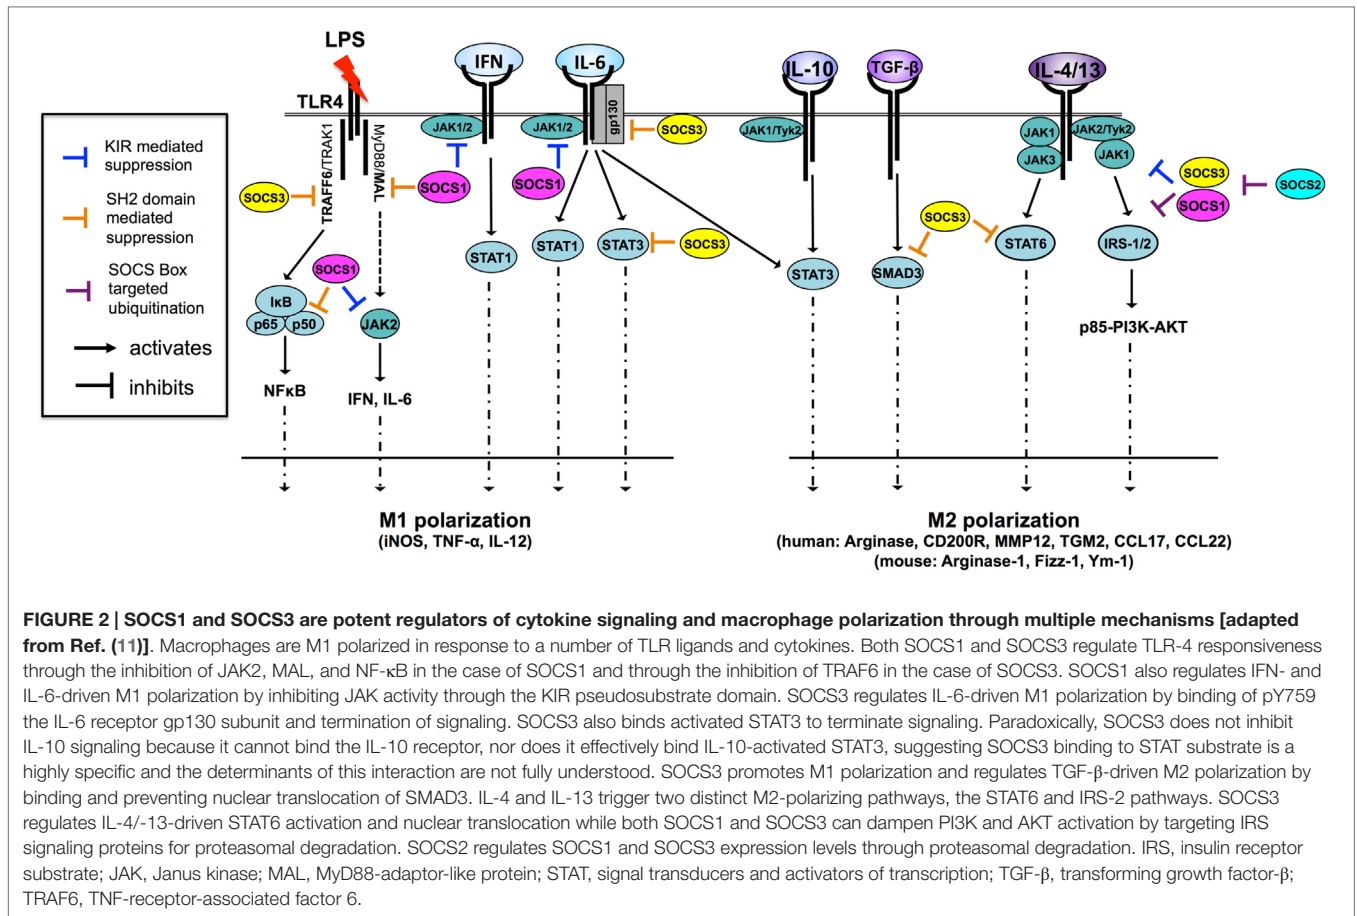 LPS
IFN
IL-6
IL-10
TGF-β
IL-4/13
TLR4
gp130
JAK1/2
JAK1/2
SOCS3
JAK1/Tyk2
JAK1
JAK2/Tyk2
JAK3
JAK1
KIR mediated
suppression
SH2 domain
mediated
suppression
SOCS Box
targeted
ubiquitination
activates
inhibits
TRAFF6/TRAK1
MyD88/MAL
SOCS3
SOCS1
SOCS1
SOCS3
SOCS1
SOCS2
SOCS3
STAT1
STAT1
STAT3
SOCS3
STAT3
SMAD3
STAT6
IRS-1/2
SOCS1
IκB
p65
p50
JAK2
p85-PI3K-AKT
NFκB
IFN, IL-6
M1 polarization
(iNOS, TNF-α, IL-12)
M2 polarization
(human: Arginase, CD200R, MMP12, TGM2, CCL17, CCL22)
(mouse: Arginase-1, Fizz-1, Ym-1)
FIGURE 2 | SOCS1 and SOCS3 are potent regulators of cytokine signaling and macrophage polarization through multiple mechanisms [adapted
from Ref. (11)]. Macrophages are M1 polarized in response to a number of TLR ligands and cytokines. Both SOCS1 and SOCS3 regulate TLR-4 responsiveness
through the inhibition of JAK2, MAL, and NF-κB in the case of SOCS1 and through the inhibition of TRAF6 in the case of SOCS3. SOCS1 also regulates IFN- and
IL-6-driven M1 polarization by inhibiting JAK activity through the KIR pseudosubstrate domain. SOCS3 regulates IL-6-driven M1 polarization by binding of pY759
the IL-6 receptor gp130 subunit and termination of signaling. SOCS3 also binds activated STAT3 to terminate signaling. Paradoxically, SOCS3 does not inhibit
IL-10 signaling because it cannot bind the IL-10 receptor, nor does it effectively bind IL-10-activated STAT3, suggesting SOCS3 binding to STAT substrate is a
highly specific and the determinants of this interaction are not fully understood. SOCS3 promotes M1 polarization and regulates TGF-β-driven M2 polarization by
binding and preventing nuclear translocation of SMAD3. IL-4 and IL-13 trigger two distinct M2-polarizing pathways, the STAT6 and IRS-2 pathways. SOCS3
regulates IL-4/-13-driven STAT6 activation and nuclear translocation while both SOCS1 and SOCS3 can dampen PI3K and AKT activation by targeting IRS
signaling proteins for proteasomal degradation. SOCS2 regulates SOCS1 and SOCS3 expression levels through proteasomal degradation. IRS, insulin receptor
substrate; JAK, Janus kinase; MAL, MyD88-adaptor-like protein; STAT, signal transducers and activators of transcription; TGF-β, transforming growth factor-β;
TRAF6, TNF-receptor-associated factor 6.